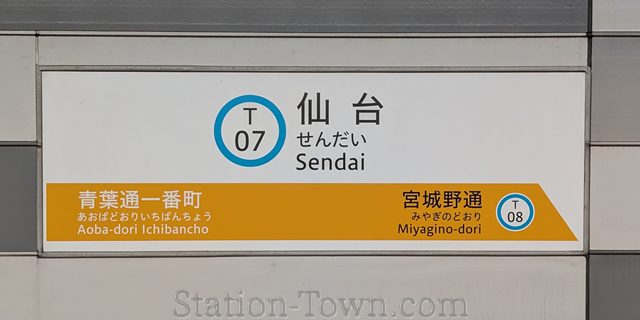 T
07
仙台
せんだい
Sendai
青葉通一番町
あおばどおりいちばんちょう
Aoba-dori Ichibancho
宮城野通
みやぎのどおり
Miyagino-dori
T
08
Station-Town.com